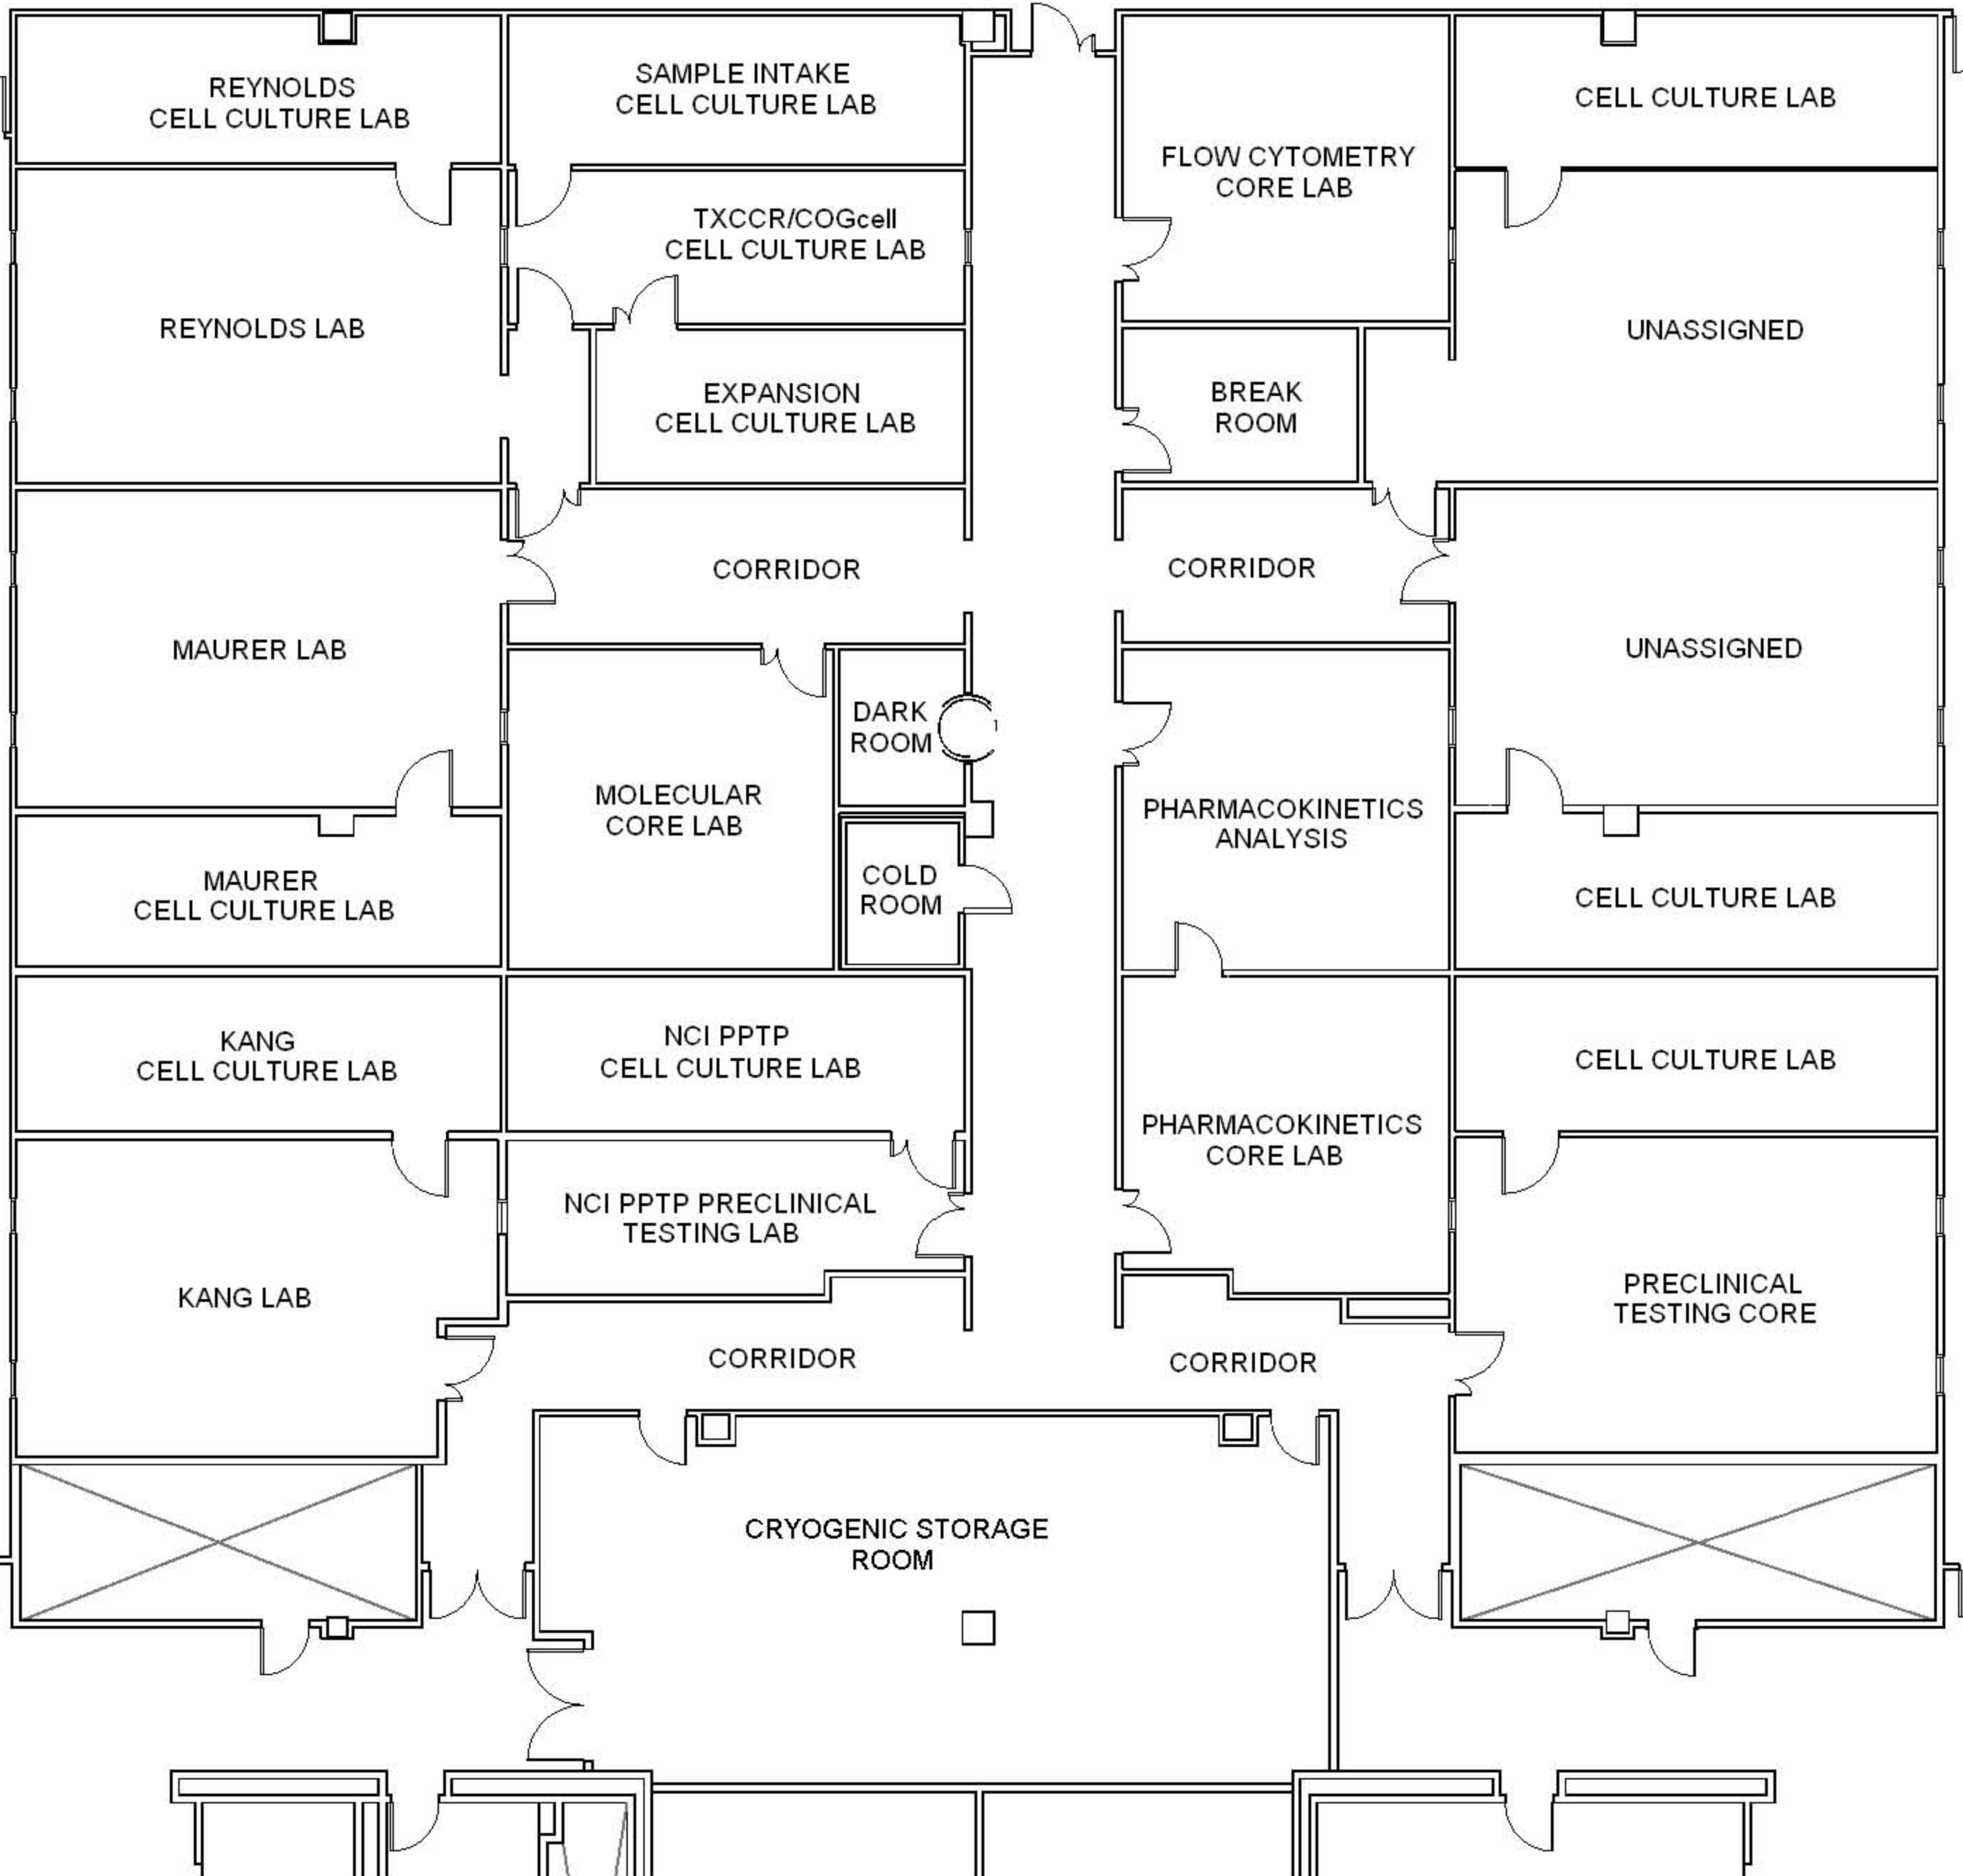 REYNOLDS
CELL CULTURE LAB
SAMPLE INTAKE
CELL CULTURE LAB
CELL CULTURE LAB
FLOW CYTOMETRY
CORE LAB
TXCCR/COGcell
CELL CULTURE LAB
REYNOLDS LAB
UNASSIGNED
EXPANSION
CELL CULTURE LAB
BREAK
ROOM
CORRIDOR
CORRIDOR
MAURER LAB
UNASSIGNED
DARK
ROOM
MOLECULAR
CORE LAB
PHARMACOKINETICS
ANALYSIS
MAURER
CELL CULTURE LAB
COLD
ROOM
CELL CULTURE LAB
KANG
CELL CULTURE LAB
NCI PPTP
CELL CULTURE LAB
CELL CULTURE LAB
PHARMACOKINETICS
CORE LAB
NCI PPTP PRECLINICAL
TESTING LAB
KANG LAB
PRECLINICAL
TESTING CORE
CORRIDOR
CORRIDOR
CRYOGENIC STORAGE
ROOM